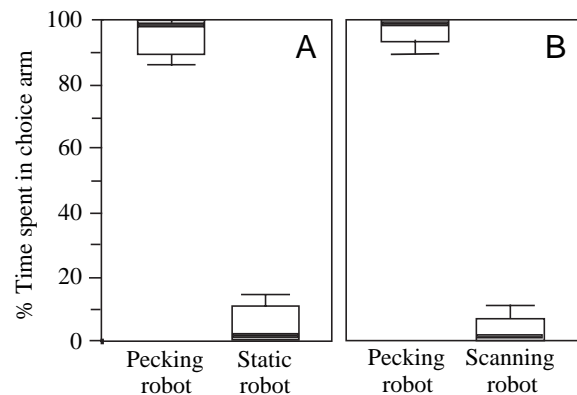 % Time spent in choice arm
100
80
60
40
20
0
A
Pecking robot
Static robot
B
Pecking robot
Scanning robot